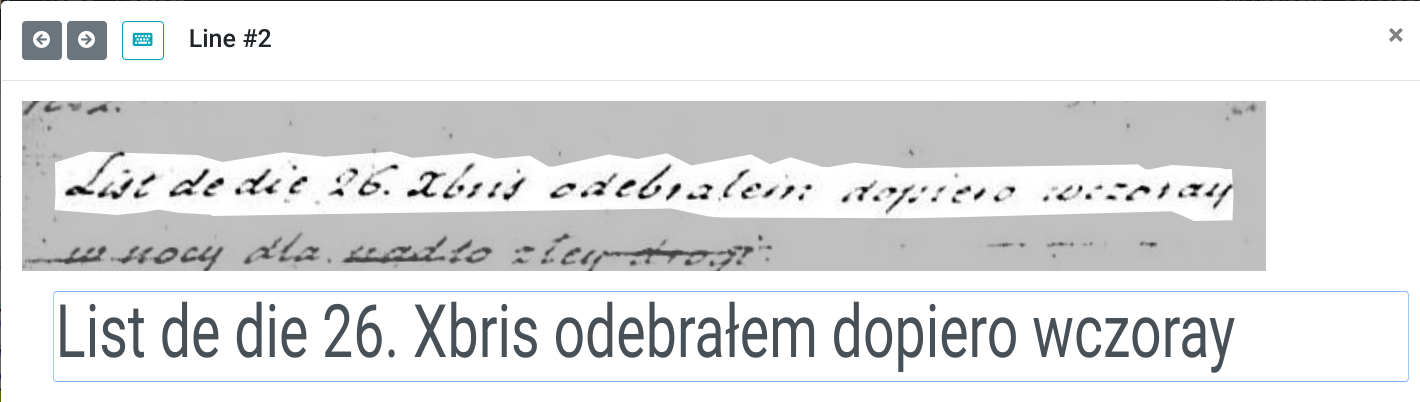 Line #2
×
List de die 26. Xbris odebrałem dopiero wczoray
w nocy dla nadto złey drogi:
List de die 26. Xbris odebrałem dopiero wczoray